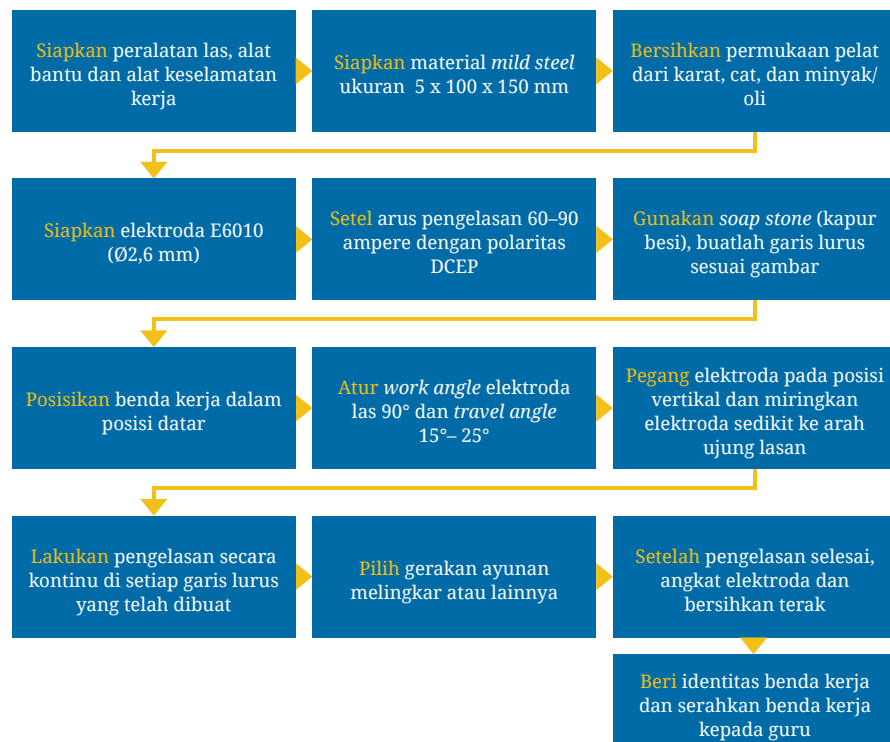 Siapkan peralatan las, alat
bantu dan alat keselamatan
kerja
Siapkan material mild steel
ukuran 5 x 100 x 150 mm
Bersihkan permukaan pelat
dari karat, cat, dan minyak/
oli
Siapkan elektroda E6010
(Ø2,6 mm)
Setel arus pengelasan 60–90
ampere dengan polaritas
DCEP
Gunakan soap stone (kapur
besi), buatlah garis lurus
sesuai gambar
Posisikan benda kerja dalam
posisi datar
Atur work angle elektroda
las 90° dan travel angle
15°– 25°
Pegang elektroda pada posisi
vertikal dan miringkan
elektroda sedikit ke arah
ujung lasan
Lakukan pengelasan secara
kontinu di setiap garis lurus
yang telah dibuat
Pilih gerakan ayunan
melingkar atau lainnya
Setelah pengelasan selesai,
angkat elektroda dan
bersihkan terak
Beri identitas benda kerja
dan serahkan benda kerja
kepada guru